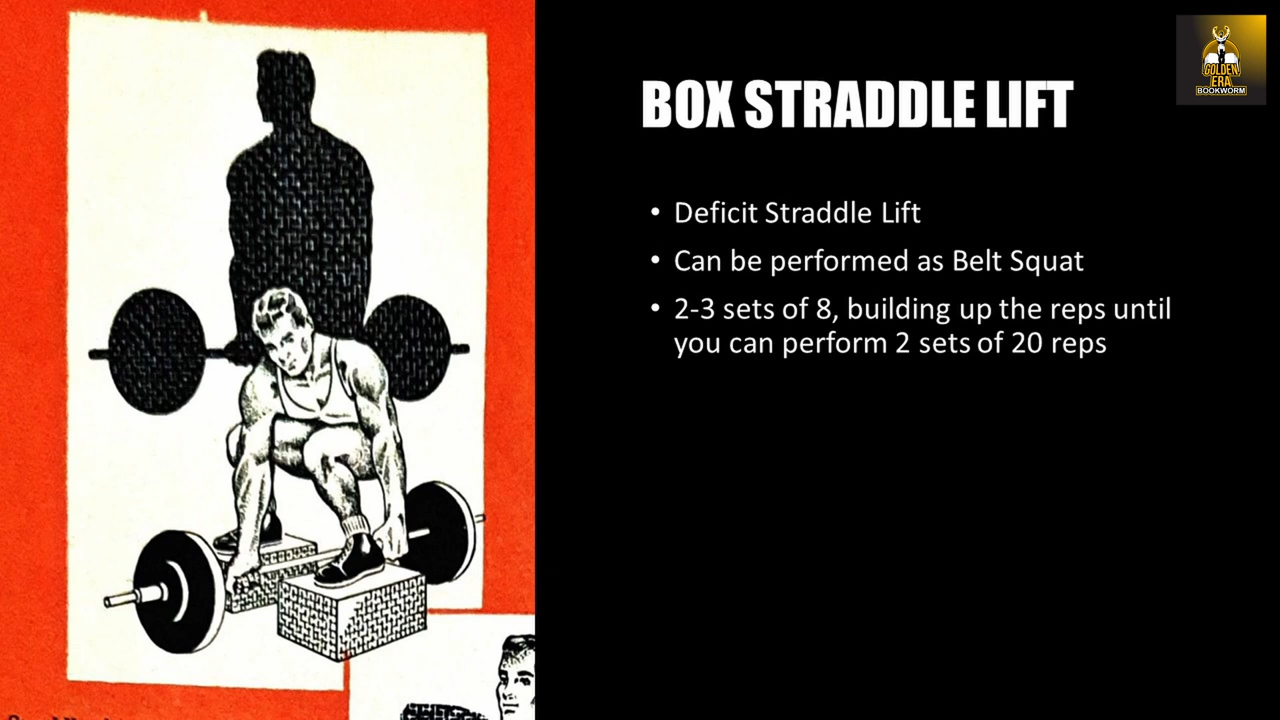 BOX STRADDLE LIFT
GOLDEN
ERA
BOOKWORM
• Deficit Straddle Lift
• Can be performed as Belt Squat
• 2-3 sets of 8, building up the reps until
you can perform 2 sets of 20 reps